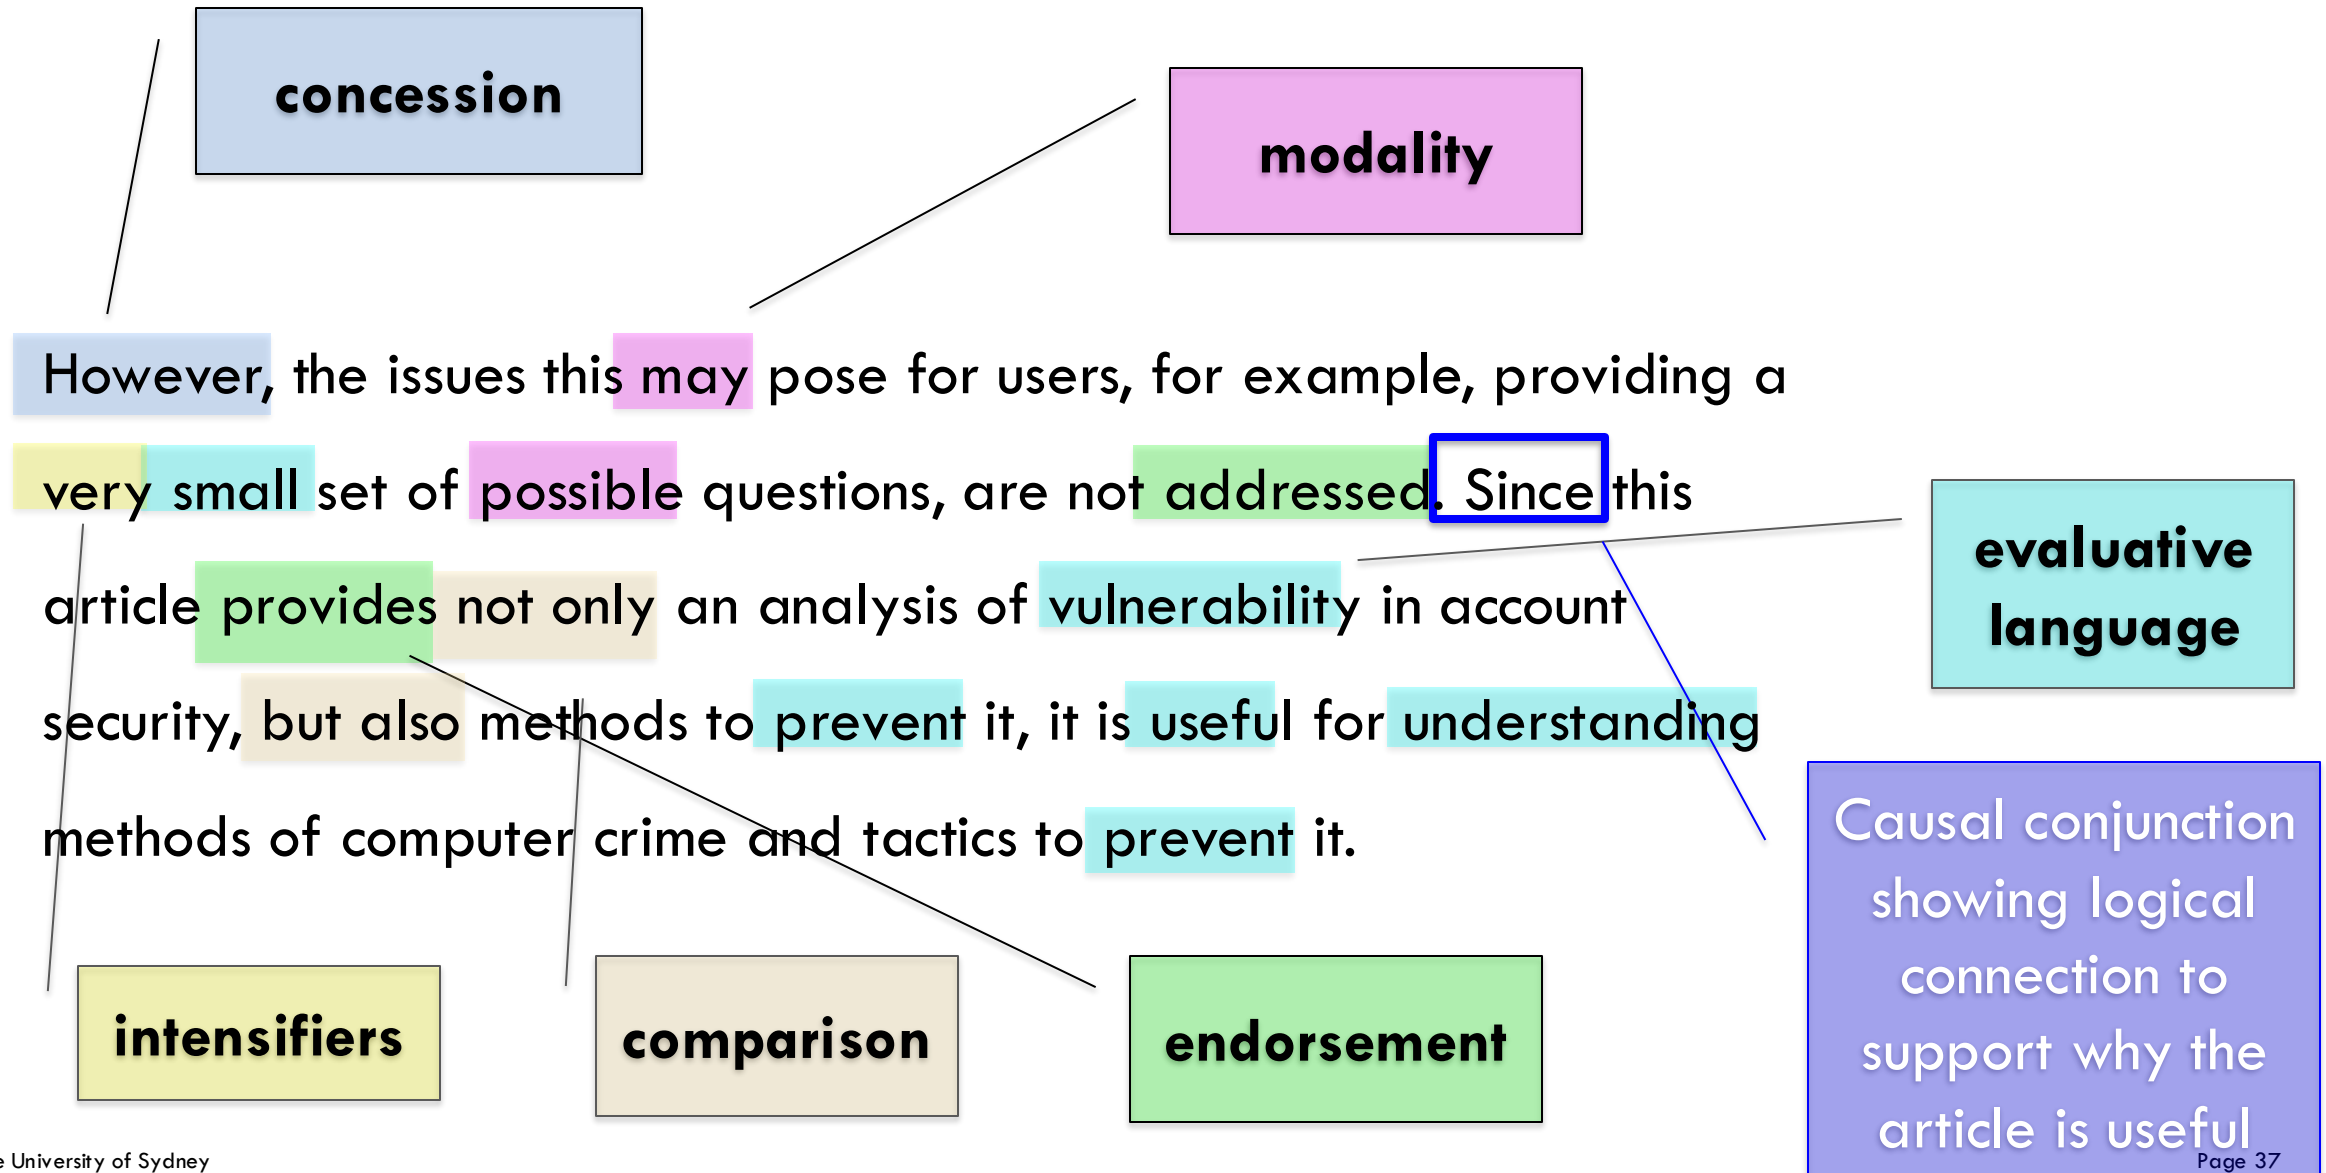 concession
modality
However, the issues this may pose for users, for example, providing a
very small set of possible questions, are not addressed. Since this
article provides not only an analysis of vulnerability in account
security, but also methods to prevent it, it is useful for understanding
methods of computer crime and tactics to prevent it.
evaluative
language
Causal conjunction
showing logical
connection to
support why the
article is useful
intensifiers
comparison
endorsement
e University of Sydney
Page 37